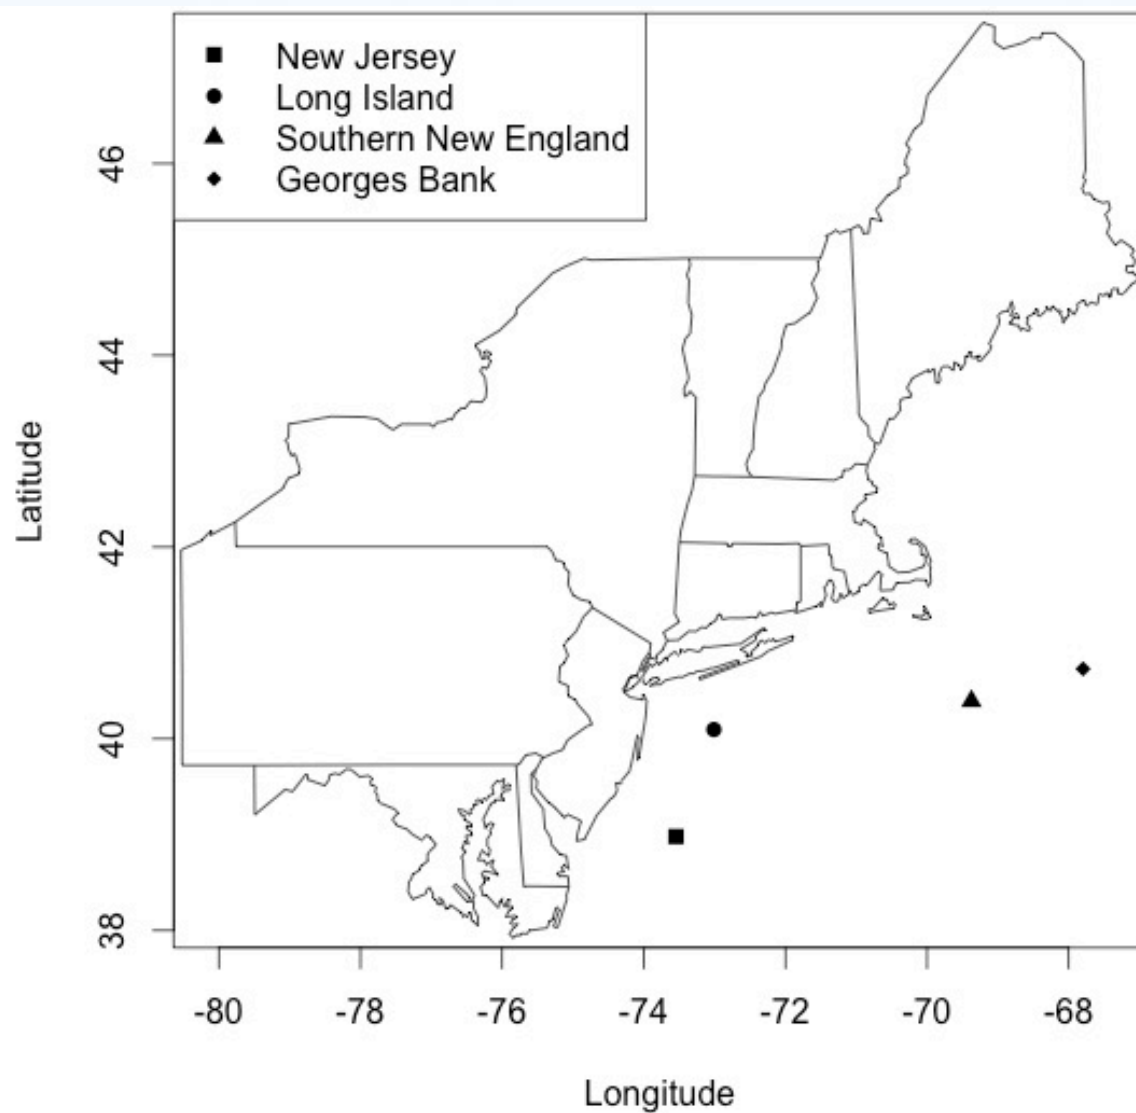 New Jersey
Long Island
Southern New England
Georges Bank
46
44
42
40
38
Latitude
-80 -78 -76 -74 -72 -70 -68
Longitude